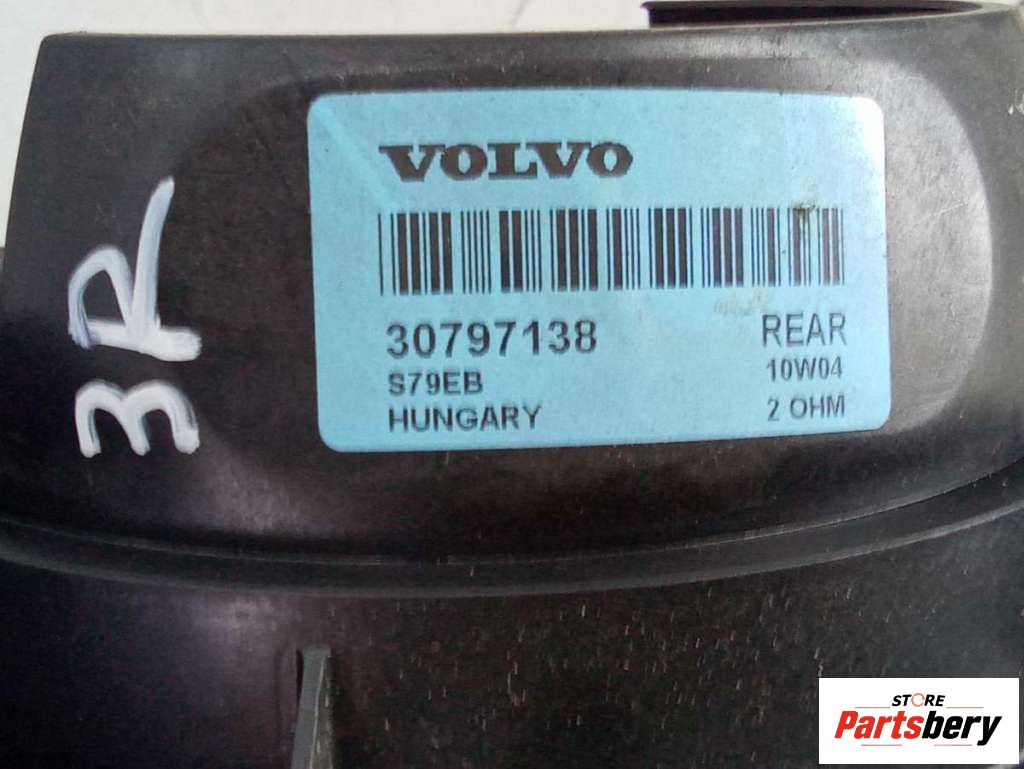 VOLVO
30797138
S79EB
HUNGARY
REAR
10W04
2 OHM
3R
STORE
Partsbery